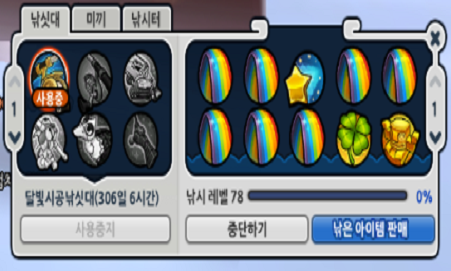 낚싯대 미끼 낚시터
사용중
1
1
달빛시공낚싯대(306일 6시간)
낚시 레벨 78 0%
사용중지
중단하기
낚은 아이템 판매